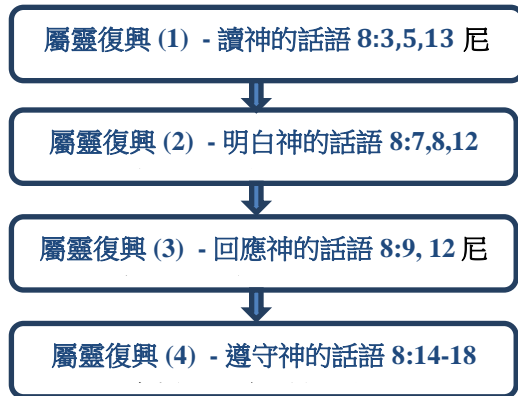 屬靈復興 (1) - 讀神的話語 8:3,5,13 尼
屬靈復興 (2) - 明白神的話語 8:7,8,12
屬靈復興 (3) - 回應神的話語 8:9, 12 尼
屬靈復興 (4) - 遵守神的話語 8:14-18